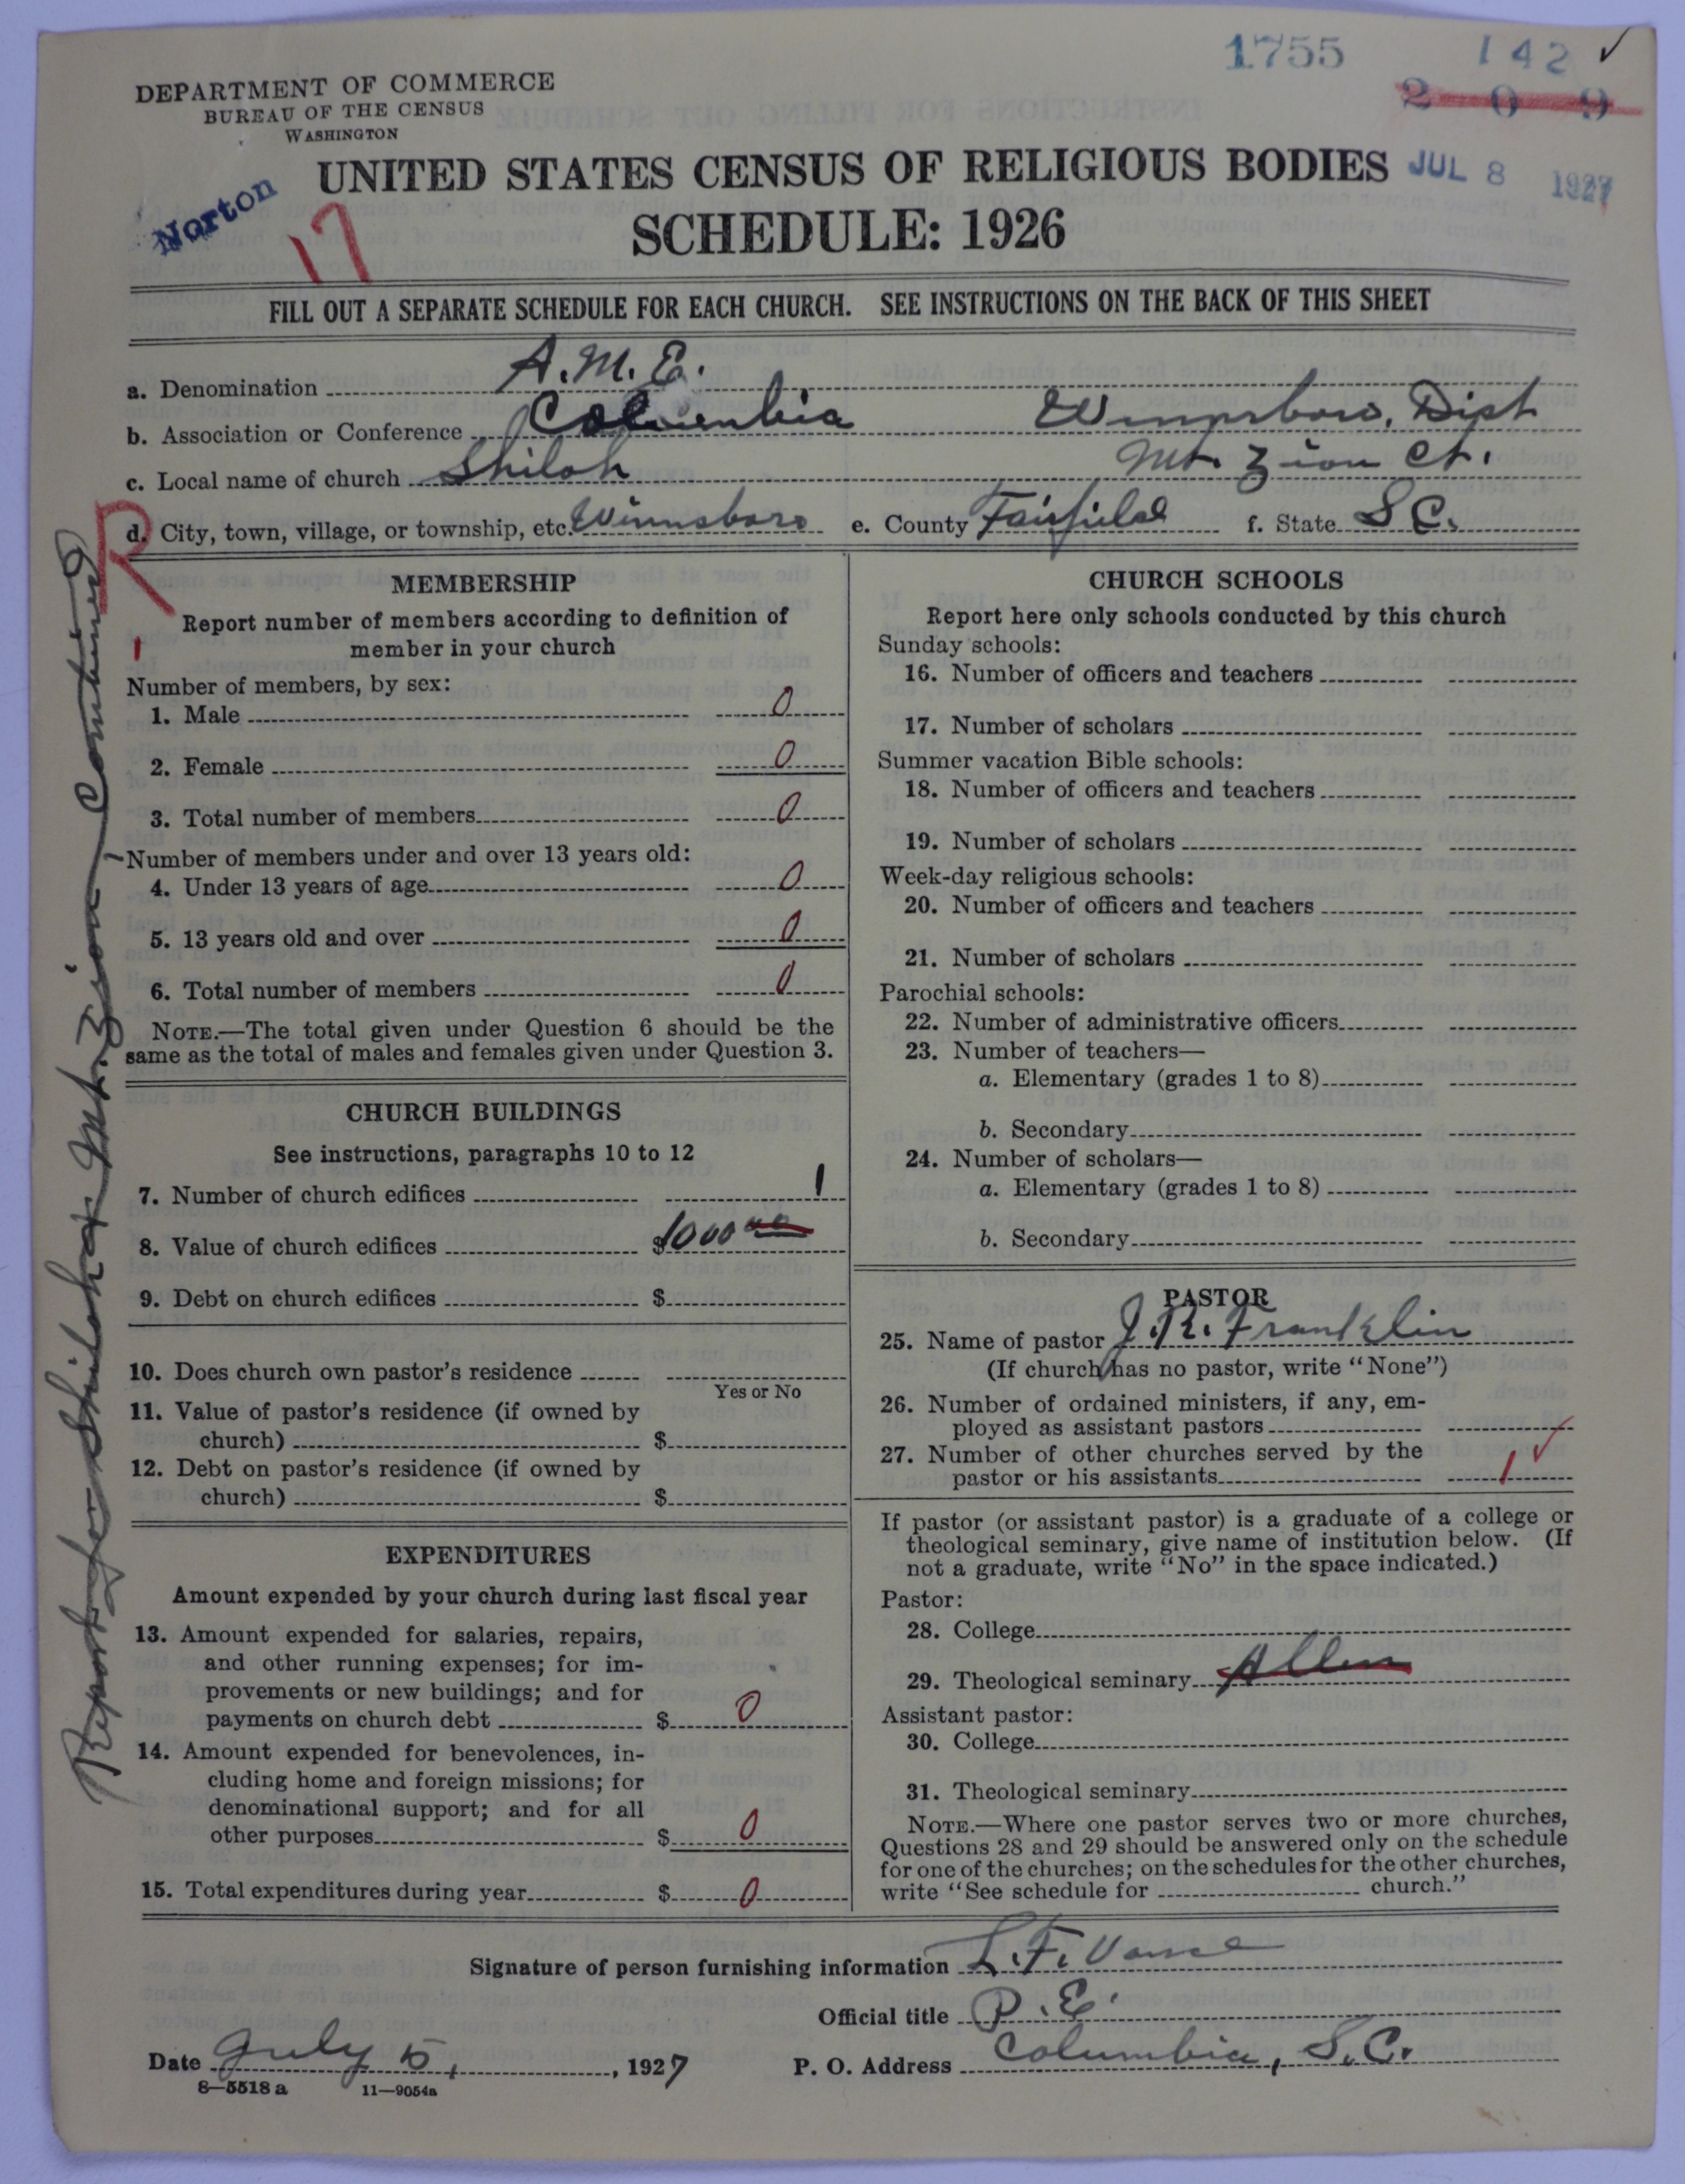 1755
142 ✓
209
DEPARTMENT OF COMMERCE
BUREAU OF THE CENSUS
WASHINGTON
UNITED STATES CENSUS OF RELIGIOUS BODIES
JUL 8 1927
Norton
17
SCHEDULE: 1926
FILL OUT A SEPARATE SCHEDULE FOR EACH CHURCH. SEE INSTRUCTIONS ON THE BACK OF THIS SHEET
a. Denomination A.M.E.
b. Association or Conference Columbia Winnsboro, Dist
c. Local name of church Shiloh Mt. Zion Ct.
d. City, town, village, or township, etc. Winnsboro e. County Fairfield f. State S C.
R
Report for Shiloh & Mt. Zion, Combined
MEMBERSHIP
Report number of members according to definition of
member in your church
Number of members, by sex:
1. Male 0
2. Female 0
3. Total number of members 0
Number of members under and over 13 years old:
4. Under 13 years of age 0
5. 13 years old and over 0
6. Total number of members 0
NOTE.—The total given under Question 6 should be the
same as the total of males and females given under Question 3.
CHURCH BUILDINGS
See instructions, paragraphs 10 to 12
7. Number of church edifices 1
8. Value of church edifices $1000 00
9. Debt on church edifices $
10. Does church own pastor's residence
Yes or No
11. Value of pastor's residence (if owned by
church) $
12. Debt on pastor's residence (if owned by
church) $
EXPENDITURES
Amount expended by your church during last fiscal year
13. Amount expended for salaries, repairs,
and other running expenses; for im-
provements or new buildings; and for
payments on church debt $ 0
14. Amount expended for benevolences, in-
cluding home and foreign missions; for
denominational support; and for all
other purposes $ 0
15. Total expenditures during year $ 0
CHURCH SCHOOLS
Report here only schools conducted by this church
Sunday schools:
16. Number of officers and teachers
17. Number of scholars
Summer vacation Bible schools:
18. Number of officers and teachers
19. Number of scholars
Week-day religious schools:
20. Number of officers and teachers
21. Number of scholars
Parochial schools:
22. Number of administrative officers
23. Number of teachers—
a. Elementary (grades 1 to 8)
b. Secondary
24. Number of scholars—
a. Elementary (grades 1 to 8)
b. Secondary
PASTOR
25. Name of pastor J. R. Franklin
(If church has no pastor, write "None")
26. Number of ordained ministers, if any, em-
ployed as assistant pastors
27. Number of other churches served by the
pastor or his assistants 1 ✓
If pastor (or assistant pastor) is a graduate of a college or
theological seminary, give name of institution below. (If
not a graduate, write "No" in the space indicated.)
Pastor:
28. College
29. Theological seminary Allen
Assistant pastor:
30. College
31. Theological seminary
NOTE.—Where one pastor serves two or more churches,
Questions 28 and 29 should be answered only on the schedule
for one of the churches; on the schedules for the other churches,
write "See schedule for church."
Signature of person furnishing information L. F. Vance
Official title P. E.
Date July 5, 1927 P. O. Address Columbia, S.C.
8—5518 a 11—9054a